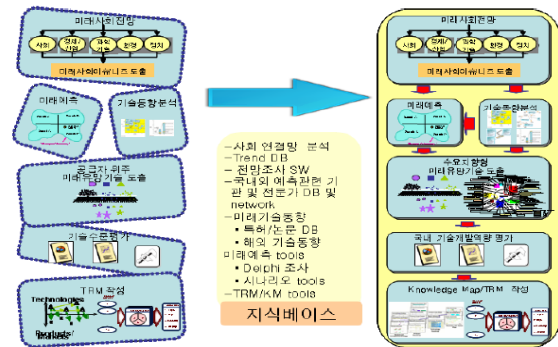 미래사회전망
사회
경제/산업
과학기술
환경
정치
미래사회이슈/니즈 도출
미래예측
기술동향분석
공급자 위주
미래유망기술 도출
기술수준평가
TRM 작성
Technologies
Products/
Markets
–사회 연결망 분석
–Trend DB
–전망조사 SW
–국내외 예측관련 기
관 및 전문가 DB 및
network
–미래기술동향
▪특허/논문 DB
▪해외 기술동향
미래예측 tools
▪Delphi 조사
▪시나리오 tools
–TRM/KM tools
지식베이스
미래사회전망
사회
경제/산업
과학기술
환경
정치
미래사회이슈/니즈 도출
미래예측
기술동향분석
수요지향형
미래유망기술 도출
국내 기술개발역량 평가
Knowledge Map/TRM 작성